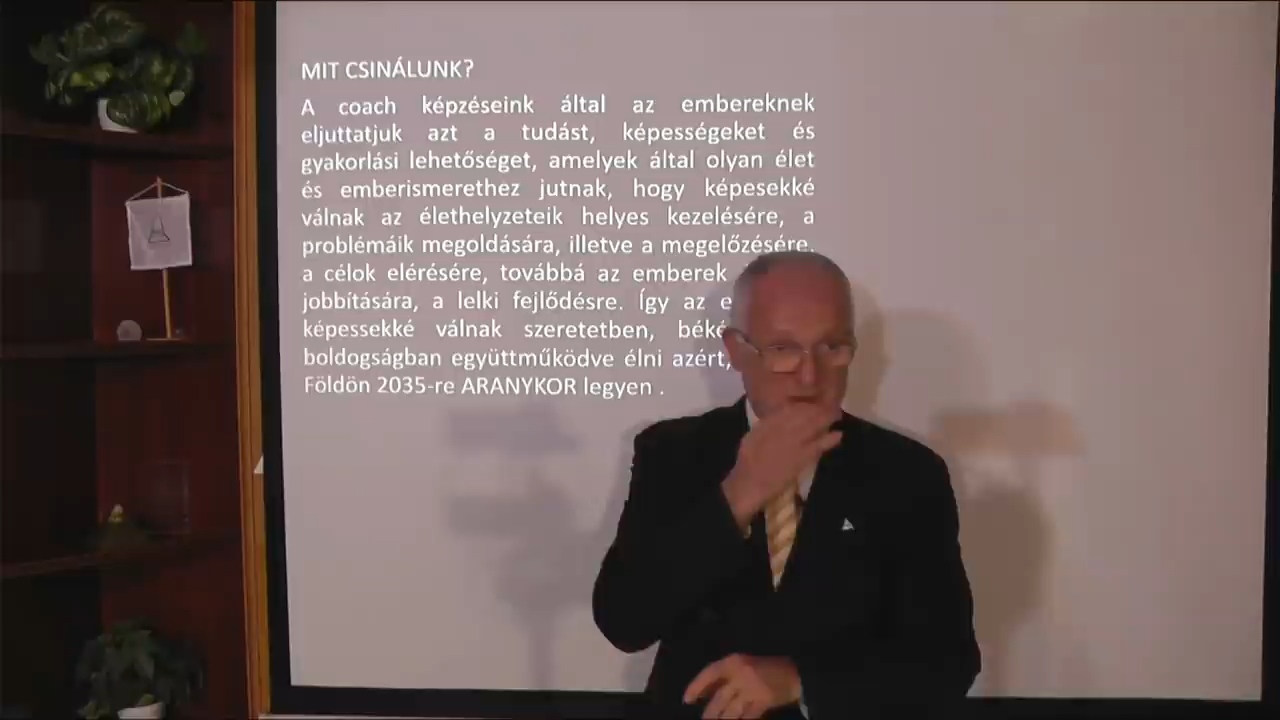 MIT CSINÁLUNK?
A coach képzéseink által az embereknek
eljuttatjuk azt a tudást, képességeket és
gyakorlási lehetőséget, amelyek által olyan élet
és emberismerethez jutnak, hogy képesekké
válnak az élethelyzeteik helyes kezelésére, a
problémáik megoldására, illetve a megelőzésére,
a célok elérésére, továbbá az emberek
jobbítására, a lelki fejlődésre. Így az
képessekké válnak szeretetben,
boldogságban együttműködve élni azért,
Földön 2035-re ARANYKOR legyen .